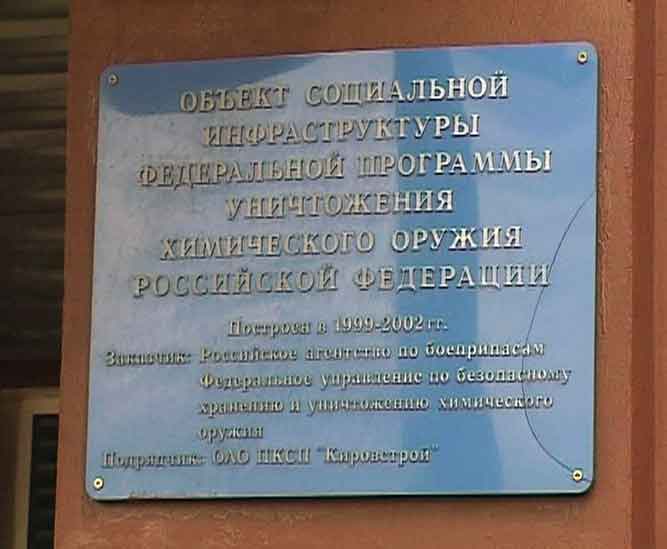 ОБЪЕКТ СОЦИАЛЬНОЙ
ИНФРАСТРУКТУРЫ
ФЕДЕРАЛЬНОЙ ПРОГРАММЫ
УНИЧТОЖЕНИЯ
ХИМИЧЕСКОГО ОРУЖИЯ
РОССИЙСКОЙ ФЕДЕРАЦИИ
Построен в 1999-2002 гг.
Заказчик: Российское агентство по боеприпасам
Федеральное управление по безопасному
хранению и уничтожению химического
оружия
Подрядчик: ОАО ПКСП "Кировстрой"